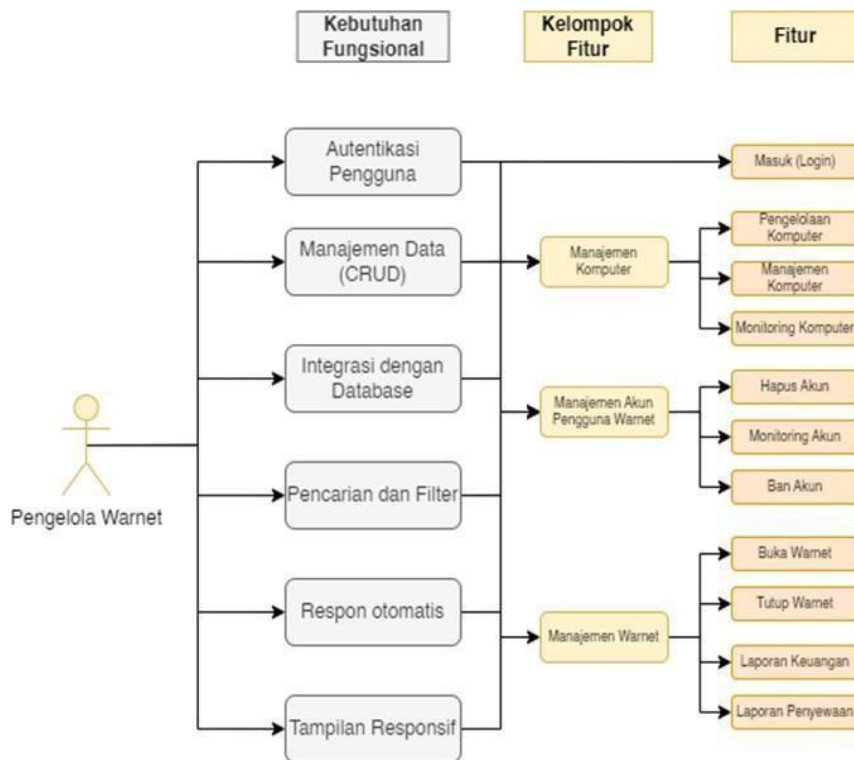 Kebutuhan
Fungsional
Kelompok
Fitur
Fitur
Autentikasi
Pengguna
Masuk (Login)
Manajemen Data
(CRUD)
Manajemen
Komputer
Pengelolaan
Komputer
Manajemen
Komputer
Monitoring Komputer
Integrasi dengan
Database
Manajemen Akun
Pengguna Warnet
Hapus Akun
Monitoring Akun
Ban Akun
Pengelola Warnet
Pencarian dan Filter
Respon otomatis
Manajemen Warnet
Buka Warnet
Tutup Warnet
Laporan Keuangan
Laporan Penyewaan
Tampilan Responsif